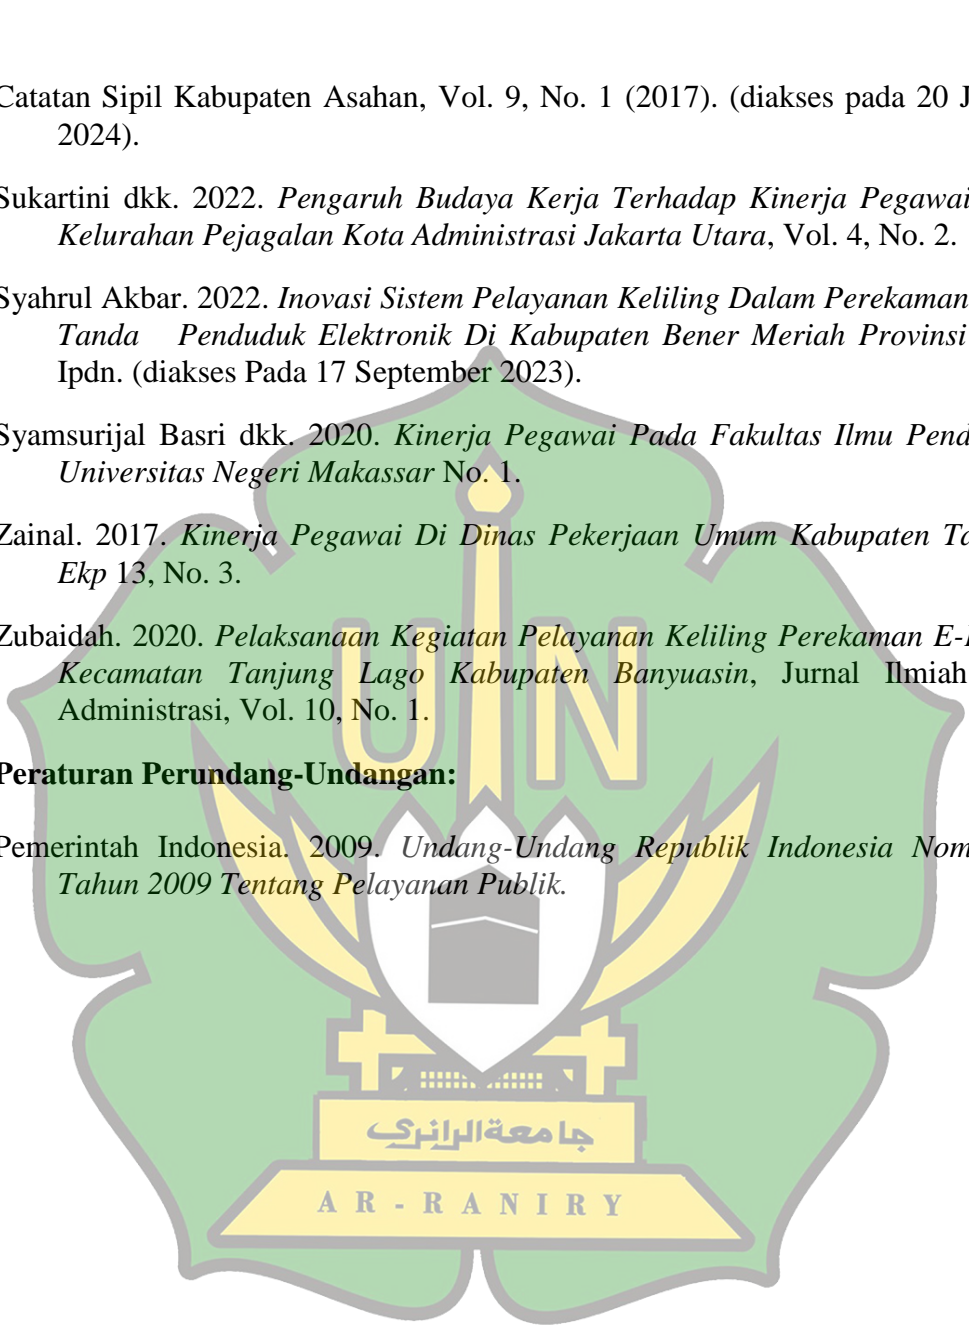 Catatan Sipil Kabupaten Asahan, Vol. 9, No. 1 (2017). (diakses pada 20 J
2024).
Sukartini dkk. 2022. Pengaruh Budaya Kerja Terhadap Kinerja Pegawai
Kelurahan Pejagalan Kota Administrasi Jakarta Utara, Vol. 4, No. 2.
Syahrul Akbar. 2022. Inovasi Sistem Pelayanan Keliling Dalam Perekaman
Tanda Penduduk Elektronik Di Kabupaten Bener Meriah Provinsi
Ipdn. (diakses Pada 17 September 2023).
Syamsurijal Basri dkk. 2020. Kinerja Pegawai Pada Fakultas Ilmu Pend
Universitas Negeri Makassar No. 1.
Zainal. 2017. Kinerja Pegawai Di Dinas Pekerjaan Umum Kabupaten Ta
Ekp 13, No. 3.
Zubaidah. 2020. Pelaksanaan Kegiatan Pelayanan Keliling Perekaman E-
Kecamatan Tanjung Lago Kabupaten Banyuasin, Jurnal Ilmiah
Administrasi, Vol. 10, No. 1.
Peraturan Perundang-Undangan:
Pemerintah Indonesia. 2009. Undang-Undang Republik Indonesia Nom
Tahun 2009 Tentang Pelayanan Publik.
UIN
جامعةالرانري
AR-RANIRY